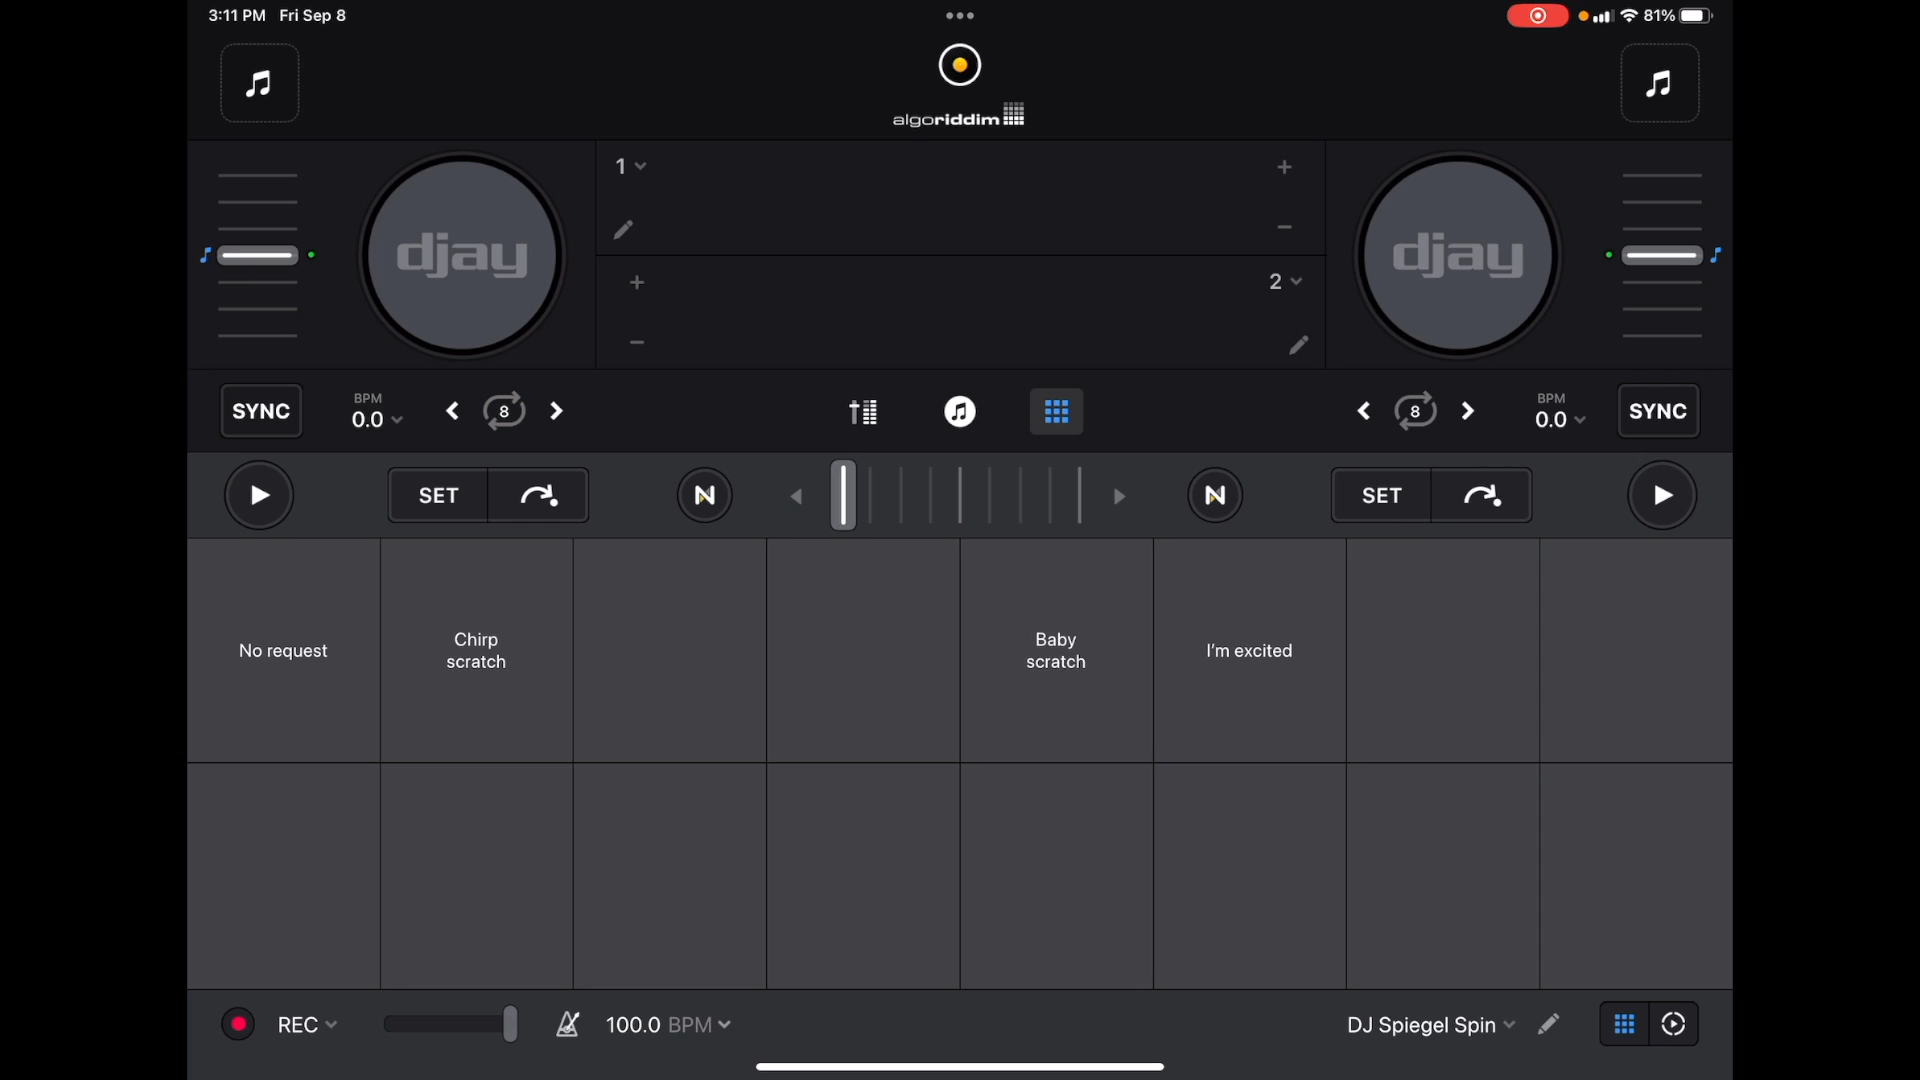 3:11 PM Fri Sep 8
81%
algoriddim
1
djay
djay
2
SYNC
BPM
0.0
8
8
BPM
0.0
SYNC
SET
N
N
SET
No request
Chirp
scratch
Baby
scratch
I'm excited
REC
100.0 BPM
DJ Spiegel Spin